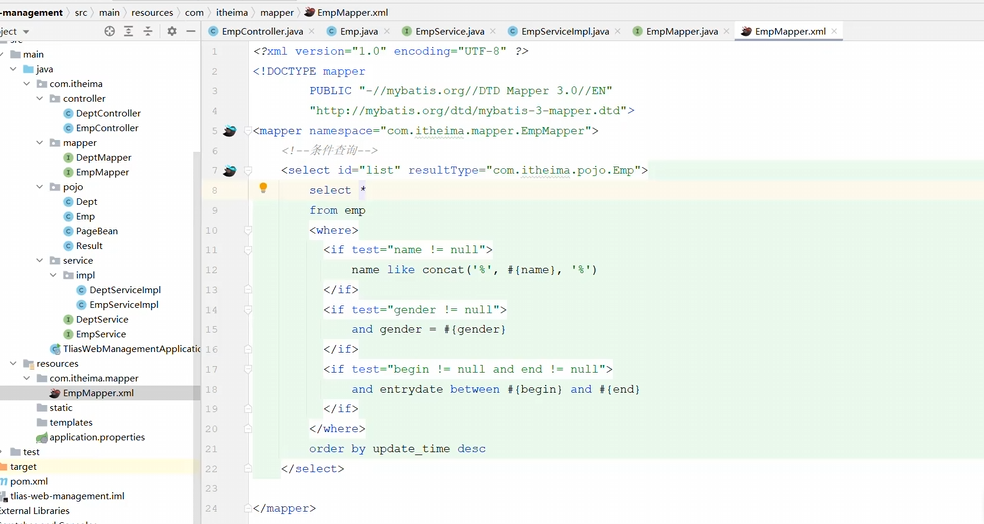 -management src main resources com itheima mapper EmpMapper.xml
EmpController.java Emp.java EmpService.java EmpServiceImpl.java EmpMapper.java EmpMapper.xml
main
java
com.itheima
controller
DeptController
EmpController
mapper
DeptMapper
EmpMapper
pojo
Dept
Emp
PageBean
Result
service
impl
DeptServiceImpl
EmpServiceImpl
DeptService
EmpService
TliasWebManagementApplicatio
resources
com.itheima.mapper
EmpMapper.xml
static
templates
application.properties
test
target
pom.xml
tlias-web-management.iml
External Libraries
1 <?xml version="1.0" encoding="UTF-8" ?>
2 <!DOCTYPE mapper
3 PUBLIC "-//mybatis.org//DTD Mapper 3.0//EN"
4 "http://mybatis.org/dtd/mybatis-3-mapper.dtd">
5 <mapper namespace="com.itheima.mapper.EmpMapper">
6 <!--条件查询-->
7 <select id="list" resultType="com.itheima.pojo.Emp">
8 select *
9 from emp
10 <where>
11 <if test="name != null">
12 name like concat('%', #{name}, '%')
13 </if>
14 <if test="gender != null">
15 and gender = #{gender}
16 </if>
17 <if test="begin != null and end != null">
18 and entrydate between #{begin} and #{end}
19 </if>
20 </where>
21 order by update_time desc
22 </select>
23
24 </mapper>